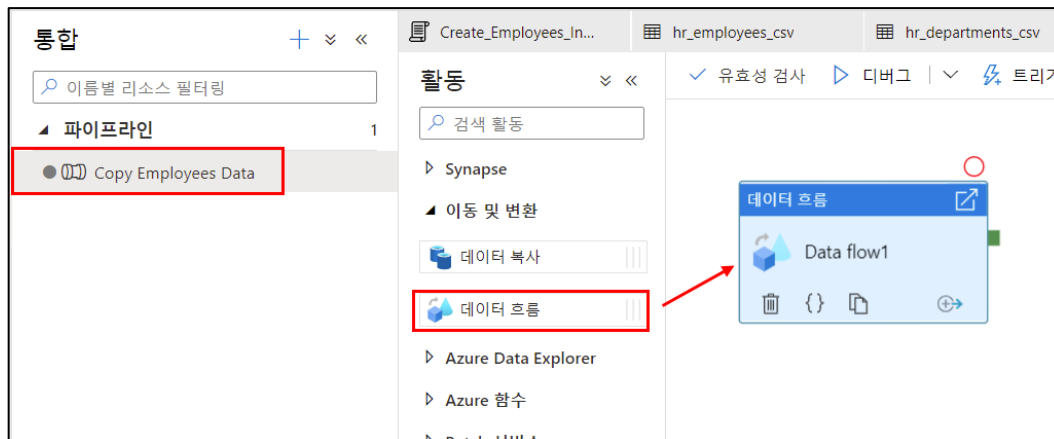 통합
이름별 리소스 필터링
파이프라인 1
Copy Employees Data
Create_Employees_In... hr_employees_csv hr_departments_csv
활동
검색 활동
Synapse
이동 및 변환
데이터 복사
데이터 흐름
Azure Data Explorer
Azure 함수
유효성 검사 디버그
데이터 흐름
Data flow1